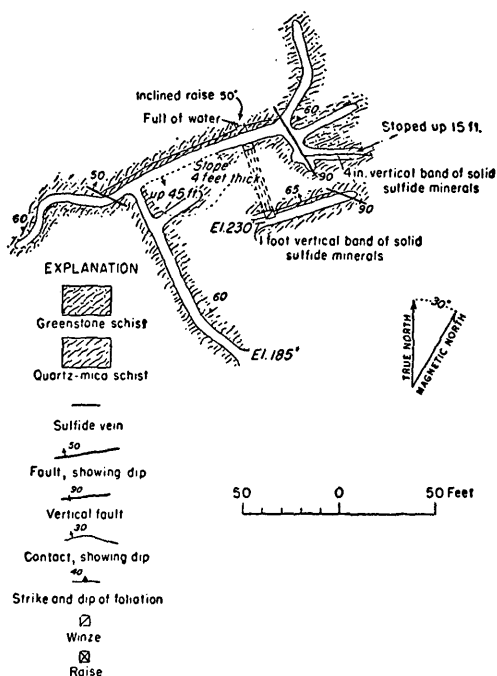 Inclined raise 50°
Full of water
60
Stoped up 15 ft.
Stope
4 feet thick
up 45 ft.
50
60
90
4 in. vertical band of solid
sulfide minerals
65
90
El. 230'
1 foot vertical band of solid
sulfide minerals
60
El. 185'
EXPLANATION
Greenstone schist
Quartz-mica schist
Sulfide vein
50
Fault, showing dip
90
Vertical fault
30
Contact, showing dip
40
Strike and dip of foliation
Winze
Raise
30°
TRUE NORTH
MAGNETIC NORTH
50 0 50 Feet